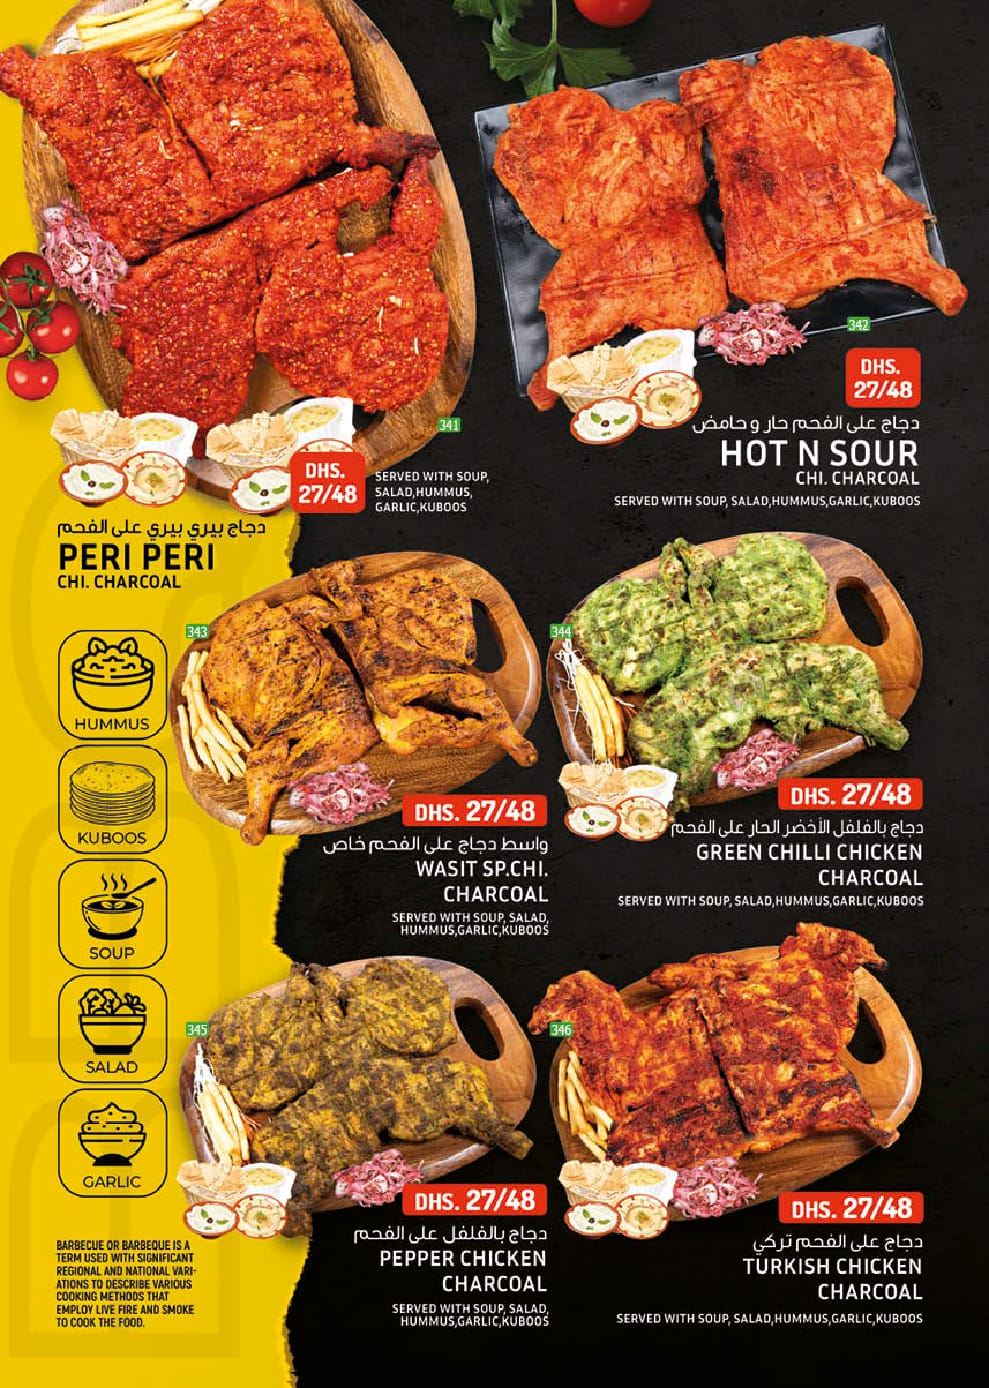 341
DHS.
27/48
SERVED WITH SOUP,
SALAD,HUMMUS,
GARLIC,KUBOOS
دجاج بيري بيري على الفحم
PERI PERI
CHI. CHARCOAL
342
DHS.
27/48
دجاج على الفحم حار و حامض
HOT N SOUR
CHI. CHARCOAL
SERVED WITH SOUP, SALAD,HUMMUS,GARLIC,KUBOOS
343
DHS. 27/48
واسط دجاج على الفحم خاص
WASIT SP.CHI.
CHARCOAL
SERVED WITH SOUP, SALAD,
HUMMUS,GARLIC,KUBOOS
344
DHS. 27/48
دجاج بالفلفل الأخضر الحار على الفحم
GREEN CHILLI CHICKEN
CHARCOAL
SERVED WITH SOUP, SALAD,HUMMUS,GARLIC,KUBOOS
345
DHS. 27/48
دجاج بالفلفل على الفحم
PEPPER CHICKEN
CHARCOAL
SERVED WITH SOUP, SALAD,
HUMMUS,GARLIC,KUBOOS
346
DHS. 27/48
دجاج على الفحم تركي
TURKISH CHICKEN
CHARCOAL
SERVED WITH SOUP, SALAD,HUMMUS,GARLIC,KUBOOS
HUMMUS
KUBOOS
SOUP
SALAD
GARLIC
BARBECUE OR BARBEQUE IS A
TERM USED WITH SIGNIFICANT
REGIONAL AND NATIONAL VARI-
ATIONS TO DESCRIBE VARIOUS
COOKING METHODS THAT
EMPLOY LIVE FIRE AND SMOKE
TO COOK THE FOOD.